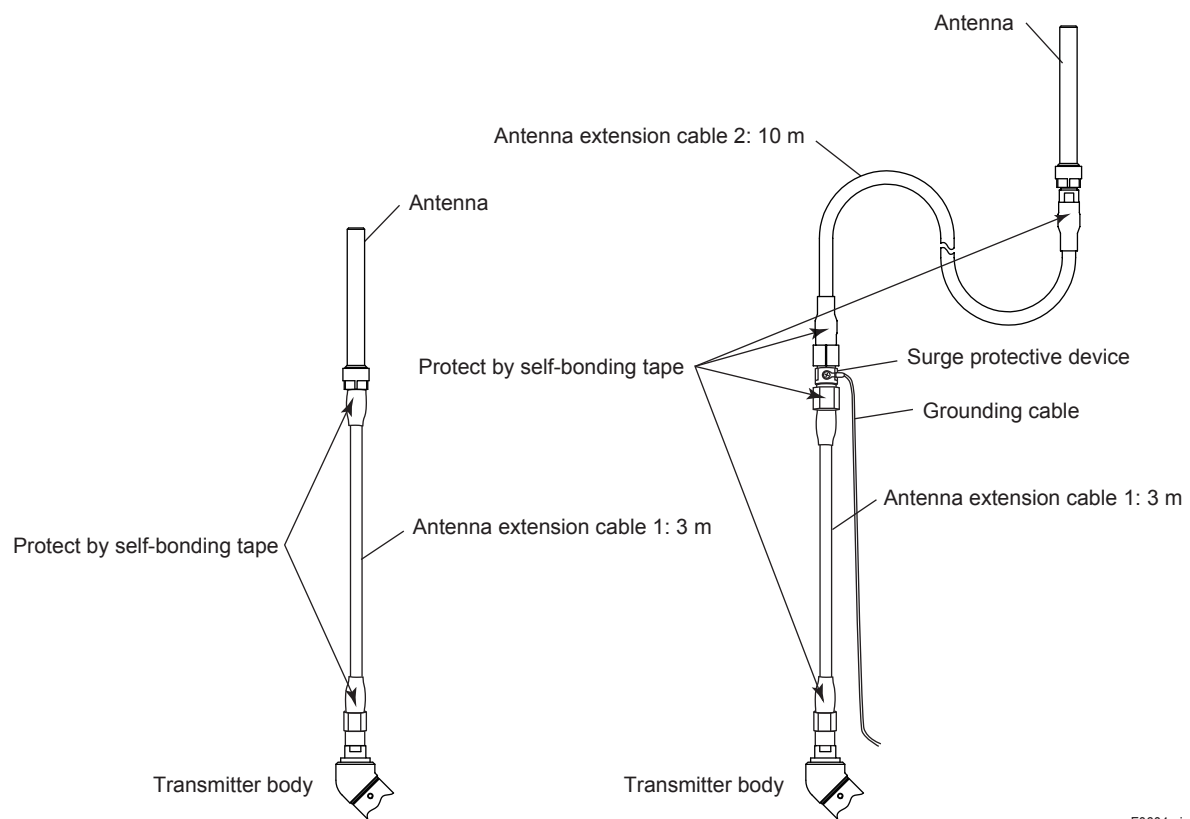 Antenna
Antenna extension cable 2: 10 m
Antenna
Surge protective device
Protect by self-bonding tape
Grounding cable
Antenna extension cable 1: 3 m
Antenna extension cable 1: 3 m
Protect by self-bonding tape
Transmitter body
Transmitter body